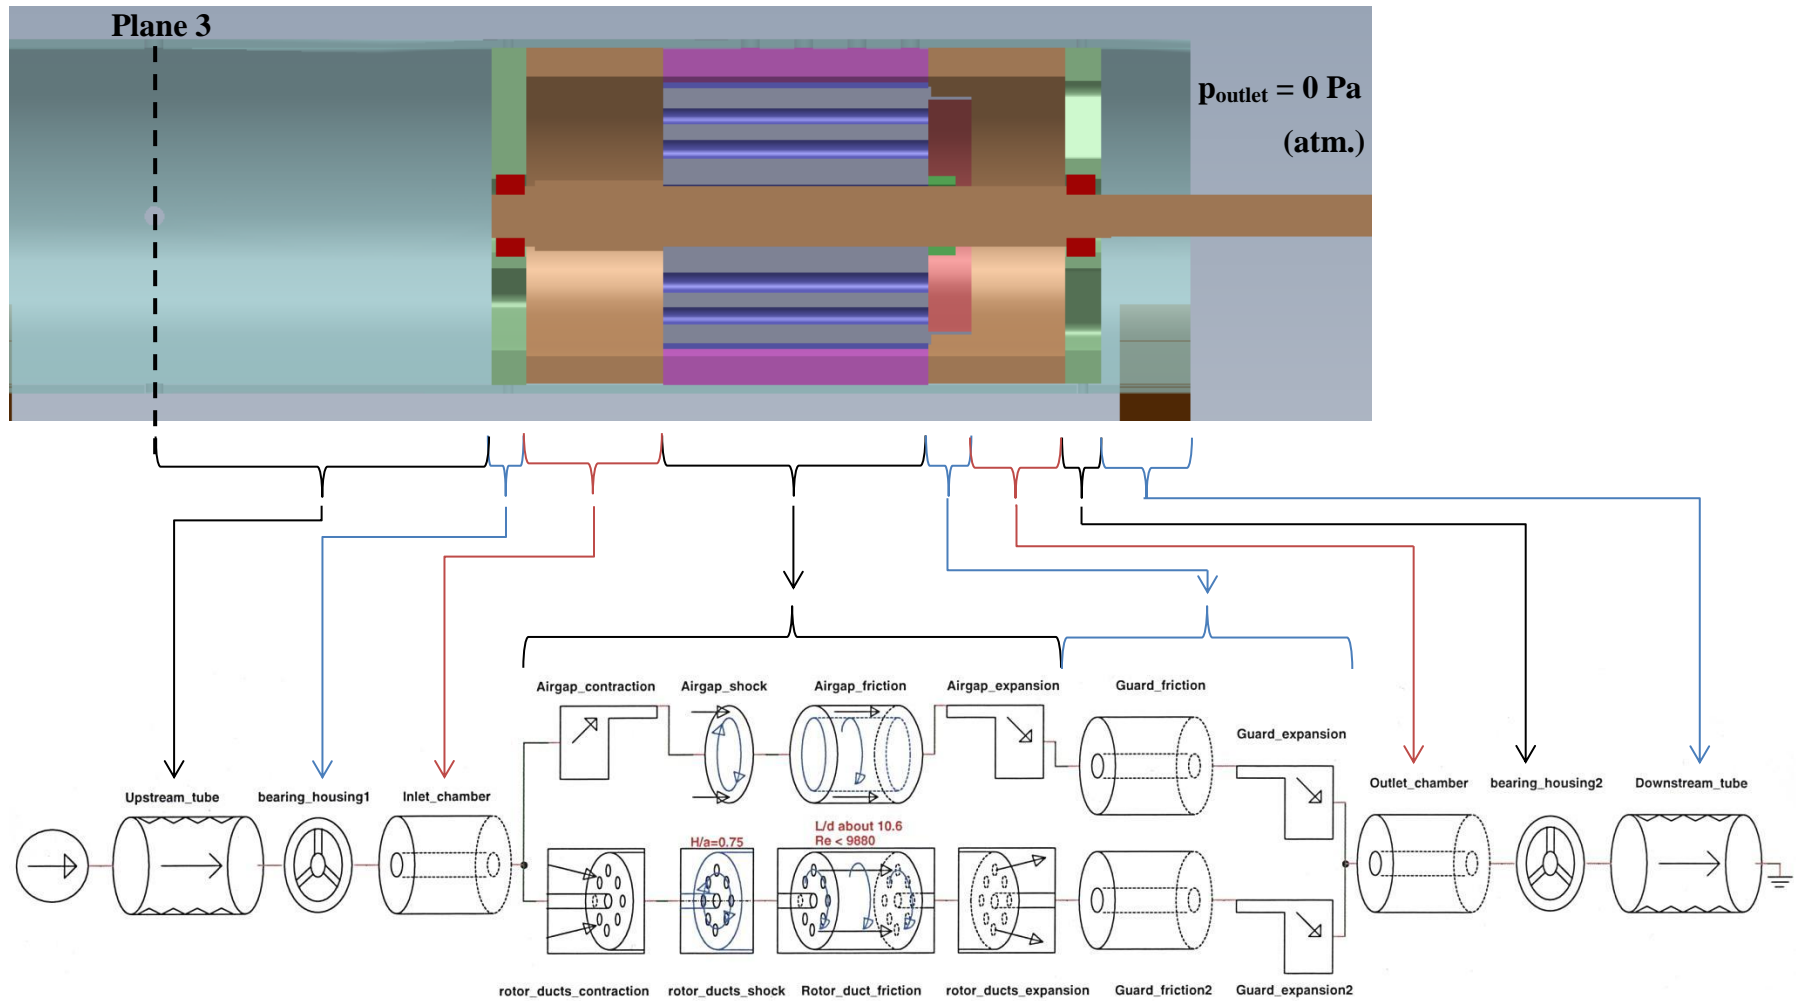 Plane 3
poutlet = 0 Pa
(atm.)
Airgap_contraction
Airgap_shock
Airgap_friction
Airgap_expansion
Guard_friction
Guard_expansion
Upstream_tube
bearing_housing1
Inlet_chamber
Outlet_chamber
bearing_housing2
Downstream_tube
H/a=0.75
L/d about 10.6
Re < 9880
rotor_ducts_contraction
rotor_ducts_shock
Rotor_duct_friction
rotor_ducts_expansion
Guard_friction2
Guard_expansion2